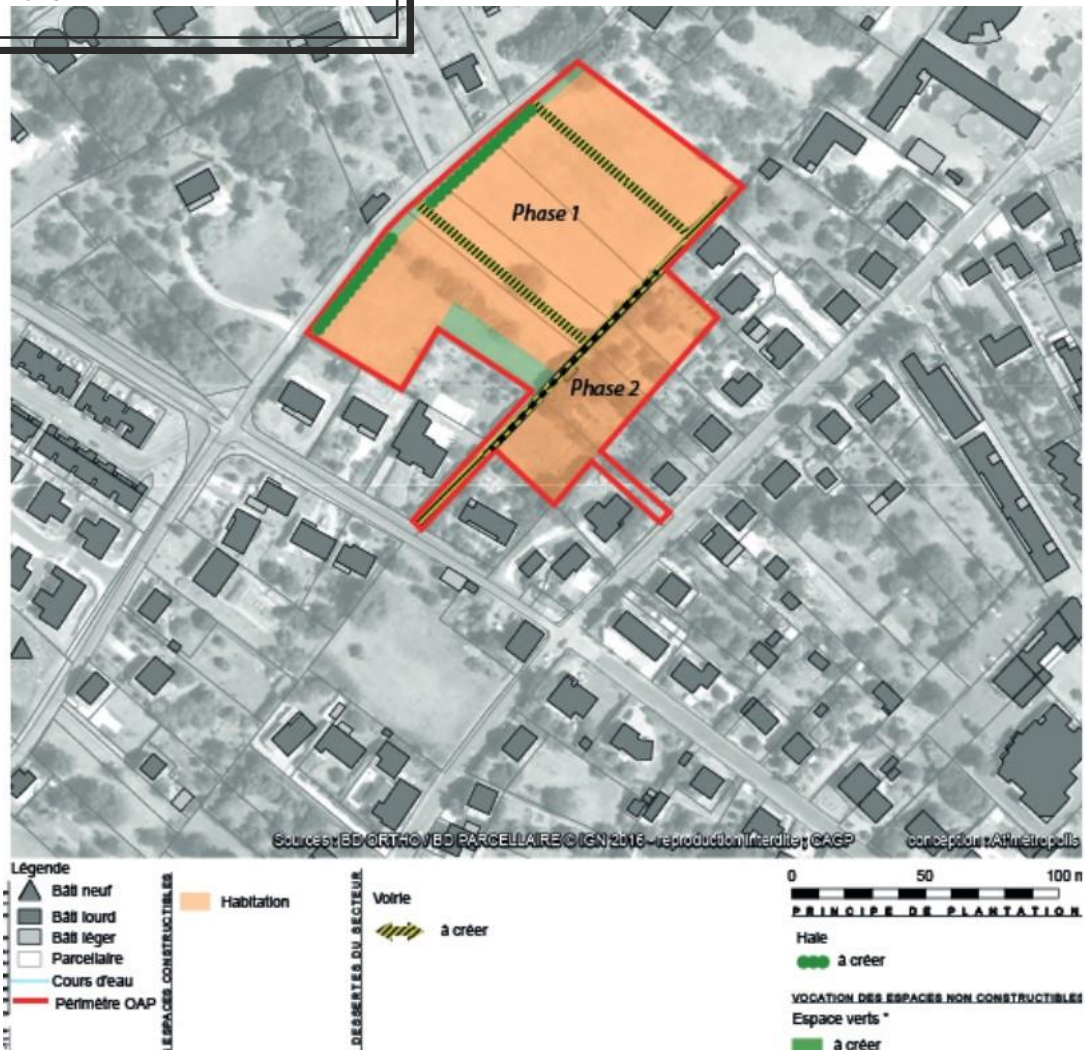 Phase 1
Phase 2
Sources : BD ORTHO / BD PARCELLAIRE © IGN 2016 - reproduction interdite ; CAGP
conception : Atmetropolis
Légende
Bâti neuf
Bâti lourd
Bâti léger
Parcellaire
Cours d'eau
Périmètre OAP
ESPACES CONSTRUCTIBLES
Habitation
DESSERTES DU SECTEUR
Voirie
à créer
0 50 100 m
PRINCIPE DE PLANTATION
Haie
à créer
VOCATION DES ESPACES NON CONSTRUCTIBLES
Espace verts *
à créer